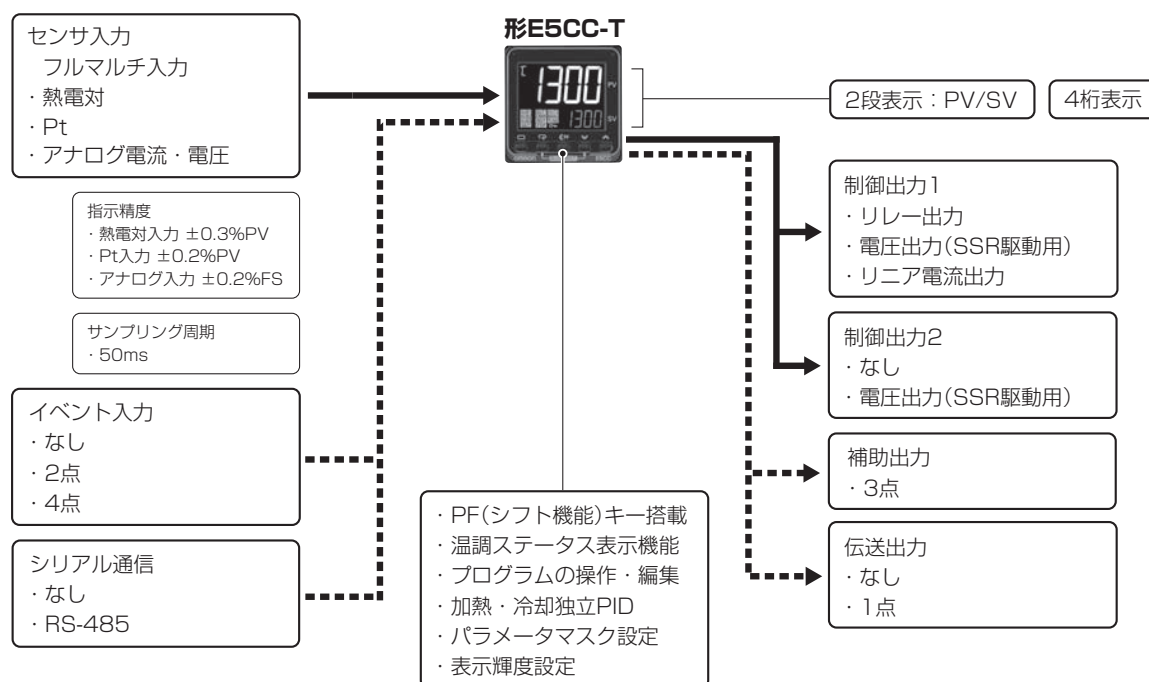 形E5CC-T
センサ入力
フルマルチ入力
・熱電対
・Pt
・アナログ電流・電圧
指示精度
・熱電対入力 ±0.3%PV
・Pt入力 ±0.2%PV
・アナログ入力 ±0.2%FS
サンプリング周期
・50ms
イベント入力
・なし
・2点
・4点
シリアル通信
・なし
・RS-485
1300
PV
1300
SV
・PF(シフト機能)キー搭載
・温調ステータス表示機能
・プログラムの操作・編集
・加熱・冷却独立PID
・パラメータマスク設定
・表示輝度設定
2段表示：PV/SV
4桁表示
制御出力1
・リレー出力
・電圧出力(SSR駆動用)
・リニア電流出力
制御出力2
・なし
・電圧出力(SSR駆動用)
補助出力
・3点
伝送出力
・なし
・1点